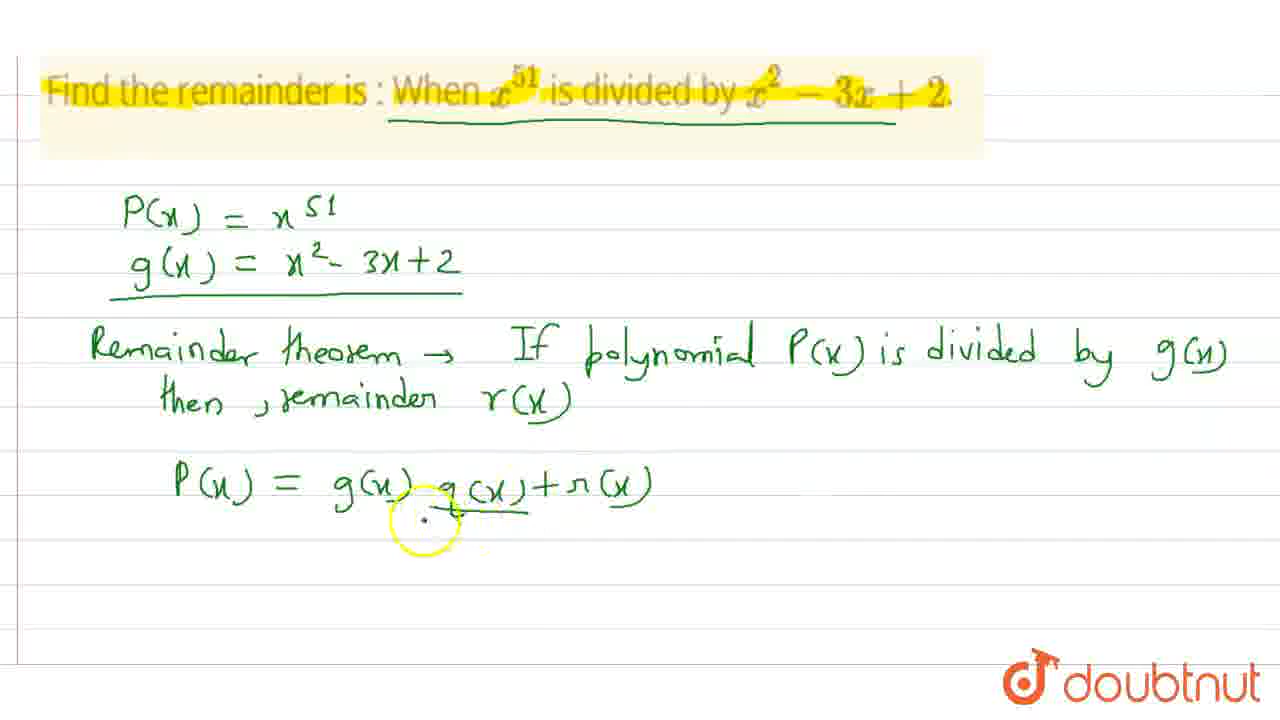 Find the remainder is : When x^51 is divided by x^2 − 3x + 2.
P(x) = x^51
g(x) = x^2 - 3x + 2
Remainder theorem → If polynomial P(x) is divided by g(x)
then, remainder r(x)
P(x) = g(x) q(x) + r(x)
doubtnut